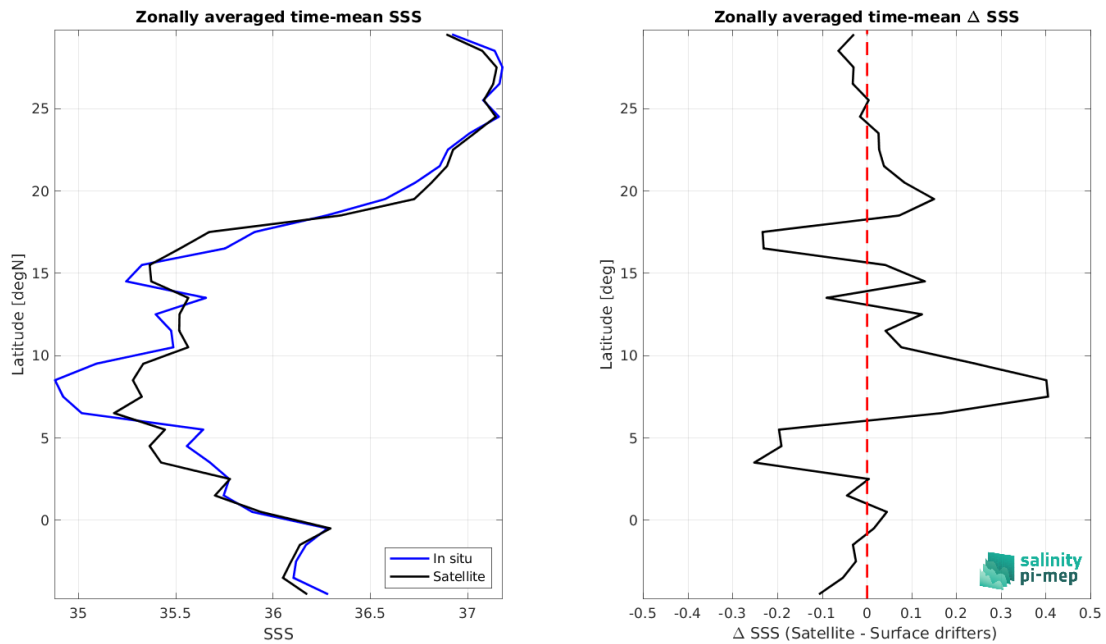 Zonally averaged time-mean SSS
25
20
15
10
5
0
Latitude [degN]
In situ
Satellite
35
35.5
36
36.5
37
SSS
Zonally averaged time-mean Δ SSS
25
20
15
10
5
0
Latitude [deg]
salinity
pi-mep
-0.5
-0.4
-0.3
-0.2
-0.1
0
0.1
0.2
0.3
0.4
0.5
Δ SSS (Satellite - Surface drifters)